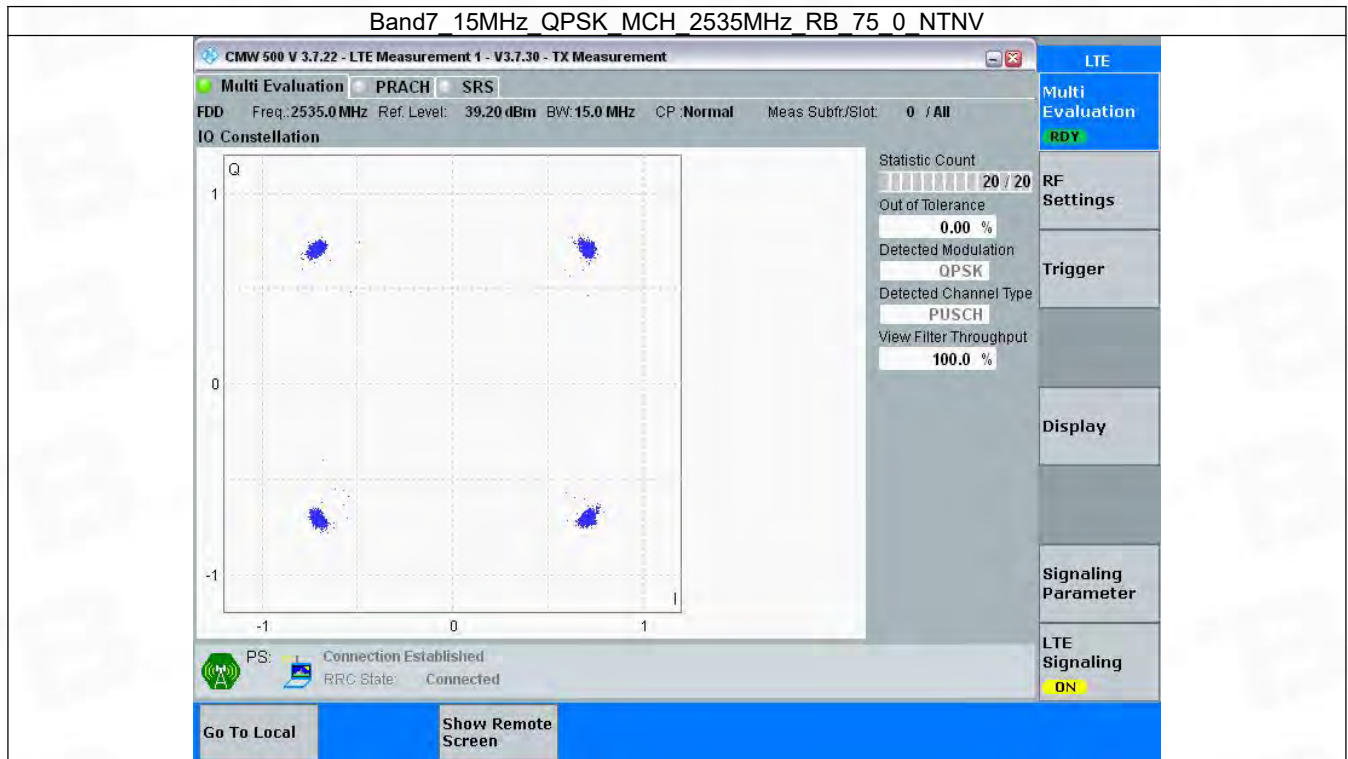 Band7_15MHz_QPSK_MCH_2535MHz_RB_75_0_NTNV
CMW 500 V 3.7.22 - LTE Measurement 1 - V3.7.30 - TX Measurement
LTE
Multi Evaluation PRACH SRS
Multi
Evaluation
RDY
FDD Freq.:2535.0 MHz Ref. Level: 39.20 dBm BW:15.0 MHz CP :Normal Meas Subfr./Slot: 0 / All
IQ Constellation
Q
1
0
-1
I
-1 0 1
Statistic Count
20 / 20
Out of Tolerance
0.00 %
Detected Modulation
QPSK
Detected Channel Type
PUSCH
View Filter Throughput
100.0 %
RF
Settings
Trigger
Display
Signaling
Parameter
LTE
Signaling
ON
PS: Connection Established
RRC State: Connected
Go To Local
Show Remote
Screen